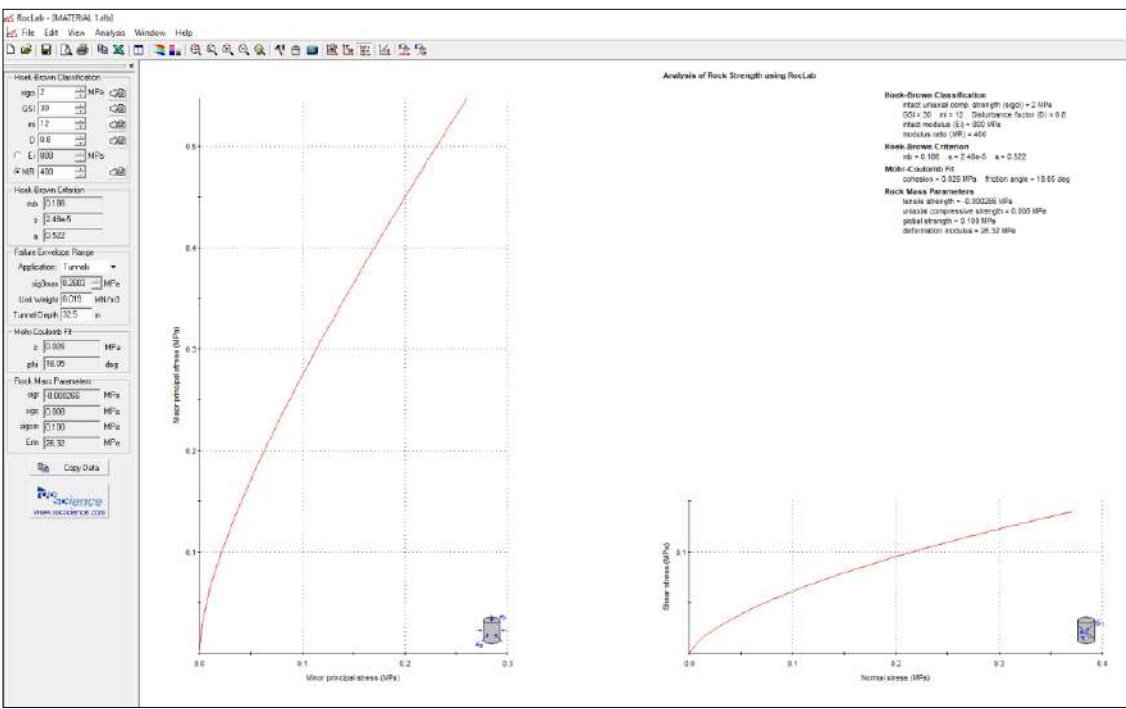 RocLab - [MATERIAL 1.rlb]
File Edit View Analysis Window Help
Hoek-Brown Classification
sigci 2 MPa
GSI 30
mi 12
D 0.8
Ei 800 MPa
MR 400
Hoek-Brown Criterion
mb 0.186
s 2.48e-5
a 0.522
Failure Envelope Range
Application: Tunnels
sig3max 0.2603 MPa
Unit Weight 0.019 MN/m3
Tunnel Depth 32.5 m
Mohr-Coulomb Fit
c 0.026 MPa
phi 18.05 deg
Rock Mass Parameters
sigt -0.000266 MPa
sigc 0.008 MPa
sigcm 0.100 MPa
Erm 26.32 MPa
Copy Data
rocscience
www.rocscience.com
Analysis of Rock Strength using RocLab
Hoek-Brown Classification
intact uniaxial comp. strength (sigci) = 2 MPa
GSI = 30 mi = 12 Disturbance factor (D) = 0.8
intact modulus (Ei) = 800 MPa
modulus ratio (MR) = 400
Hoek-Brown Criterion
mb = 0.186 s = 2.48e-5 a = 0.522
Mohr-Coulomb Fit
cohesion = 0.026 MPa friction angle = 18.05 deg
Rock Mass Parameters
tensile strength = -0.000266 MPa
uniaxial compressive strength = 0.008 MPa
global strength = 0.100 MPa
deformation modulus = 26.32 MPa
0.5
0.4
0.3
0.2
0.1
Major principal stress (MPa)
0.0 0.1 0.2 0.3
Minor principal stress (MPa)
0.1
Shear stress (MPa)
0.0 0.1 0.2 0.3 0.4
Normal stress (MPa)